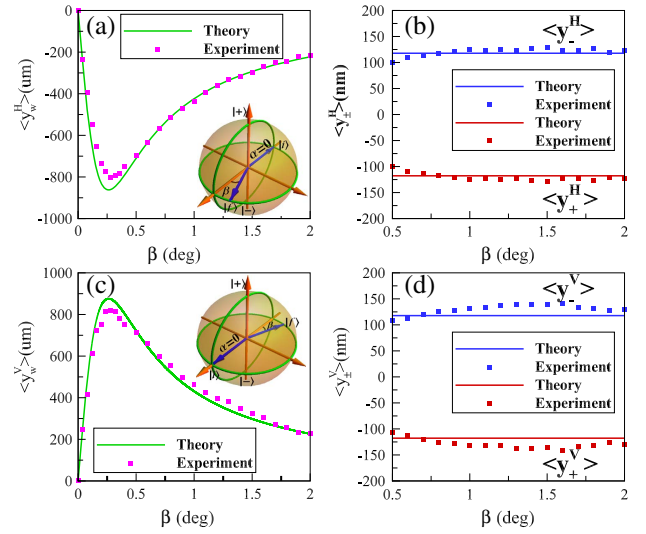 (a)
Theory
Experiment
<y_w^H>(um)
0
-200
-400
-600
-800
-1000
|+⟩
α=0
|i⟩
β
|f⟩
|−⟩
0 0.5 1 1.5 2
β (deg)
(b)
<y_-^H>
Theory
Experiment
Theory
Experiment
<y_+^H>
<y_±^H>(nm)
200
150
100
50
0
-50
-100
-150
-200
0.5 1 1.5 2
β (deg)
(c)
<y_w^V>(um)
1000
800
600
400
200
0
|+⟩
β
|f⟩
α=0
|i⟩
|−⟩
Theory
Experiment
0 0.5 1 1.5 2
β (deg)
(d)
<y_-^V>
Theory
Experiment
Theory
Experiment
<y_+^V>
<y_±^V>(nm)
200
150
100
50
0
-50
-100
-150
-200
0.5 1 1.5 2
β (deg)